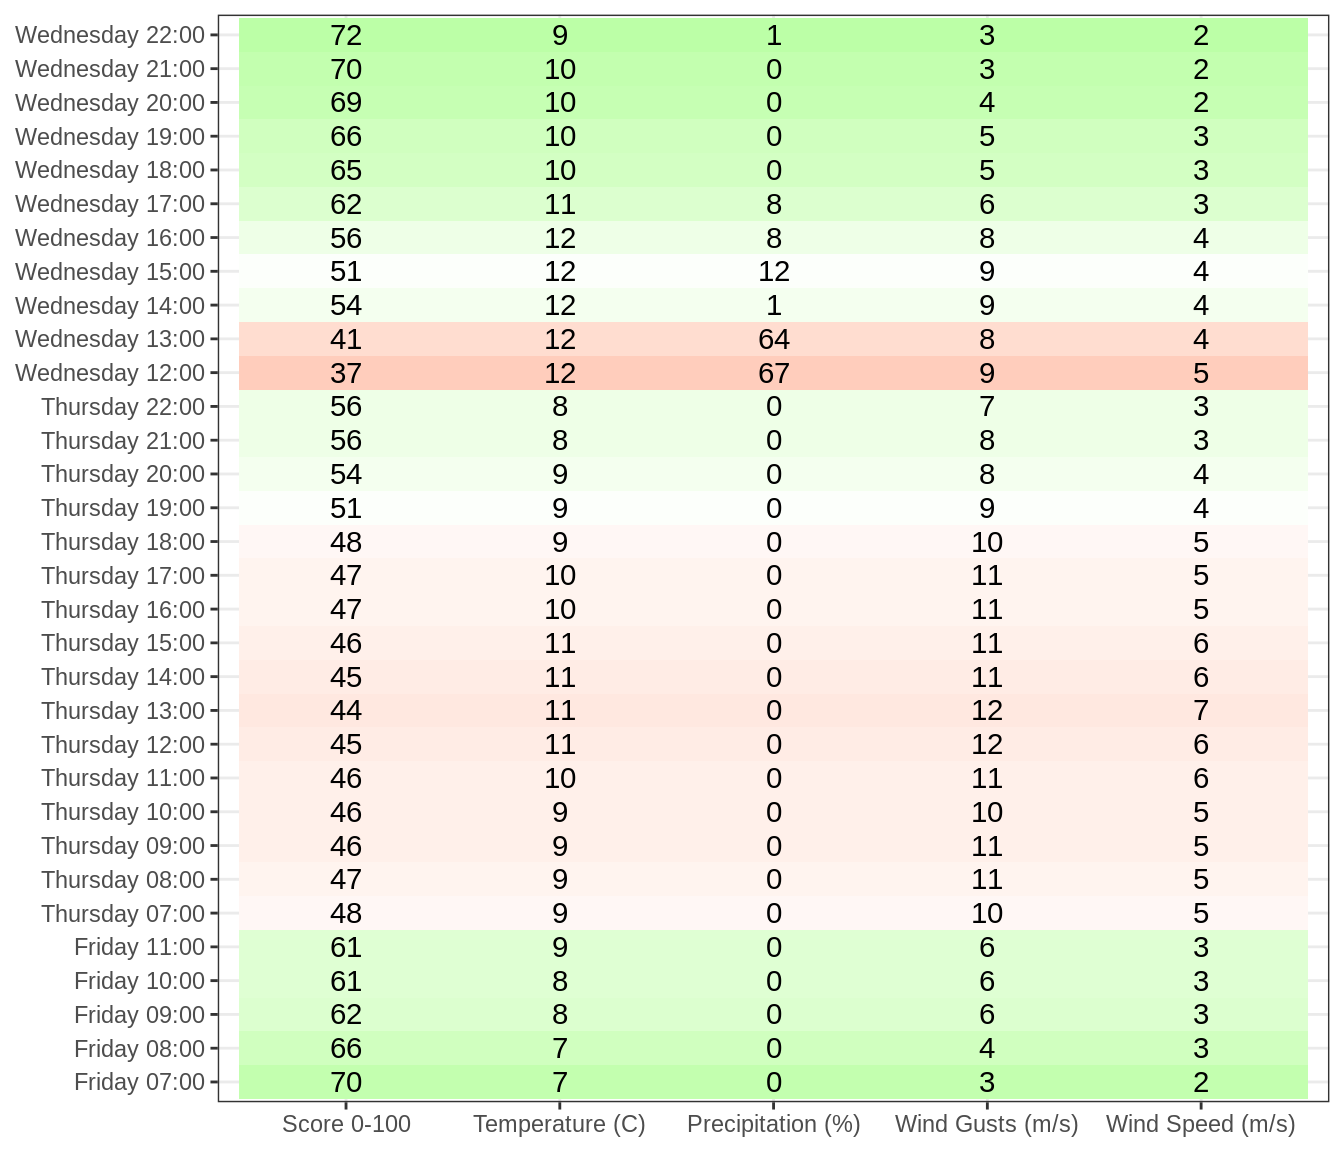 Wednesday 22:00 72 9 1 3 2
Wednesday 21:00 70 10 0 3 2
Wednesday 20:00 69 10 0 4 2
Wednesday 19:00 66 10 0 5 3
Wednesday 18:00 65 10 0 5 3
Wednesday 17:00 62 11 8 6 3
Wednesday 16:00 56 12 8 8 4
Wednesday 15:00 51 12 12 9 4
Wednesday 14:00 54 12 1 9 4
Wednesday 13:00 41 12 64 8 4
Wednesday 12:00 37 12 67 9 5
Thursday 22:00 56 8 0 7 3
Thursday 21:00 56 8 0 8 3
Thursday 20:00 54 9 0 8 4
Thursday 19:00 51 9 0 9 4
Thursday 18:00 48 9 0 10 5
Thursday 17:00 47 10 0 11 5
Thursday 16:00 47 10 0 11 5
Thursday 15:00 46 11 0 11 6
Thursday 14:00 45 11 0 11 6
Thursday 13:00 44 11 0 12 7
Thursday 12:00 45 11 0 12 6
Thursday 11:00 46 10 0 11 6
Thursday 10:00 46 9 0 10 5
Thursday 09:00 46 9 0 11 5
Thursday 08:00 47 9 0 11 5
Thursday 07:00 48 9 0 10 5
Friday 11:00 61 9 0 6 3
Friday 10:00 61 8 0 6 3
Friday 09:00 62 8 0 6 3
Friday 08:00 66 7 0 4 3
Friday 07:00 70 7 0 3 2
Score 0-100 Temperature (C) Precipitation (%) Wind Gusts (m/s) Wind Speed (m/s)